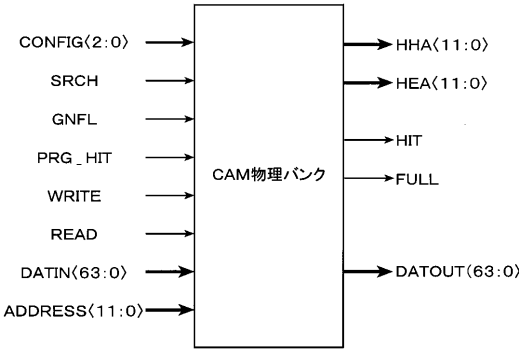 CONFIG〈2:0〉
SRCH
GNFL
PRG_HIT
WRITE
READ
DATIN〈63:0〉
ADDRESS〈11:0〉
CAM物理バンク
HHA〈11:0〉
HEA〈11:0〉
HIT
FULL
DATOUT〈63:0〉